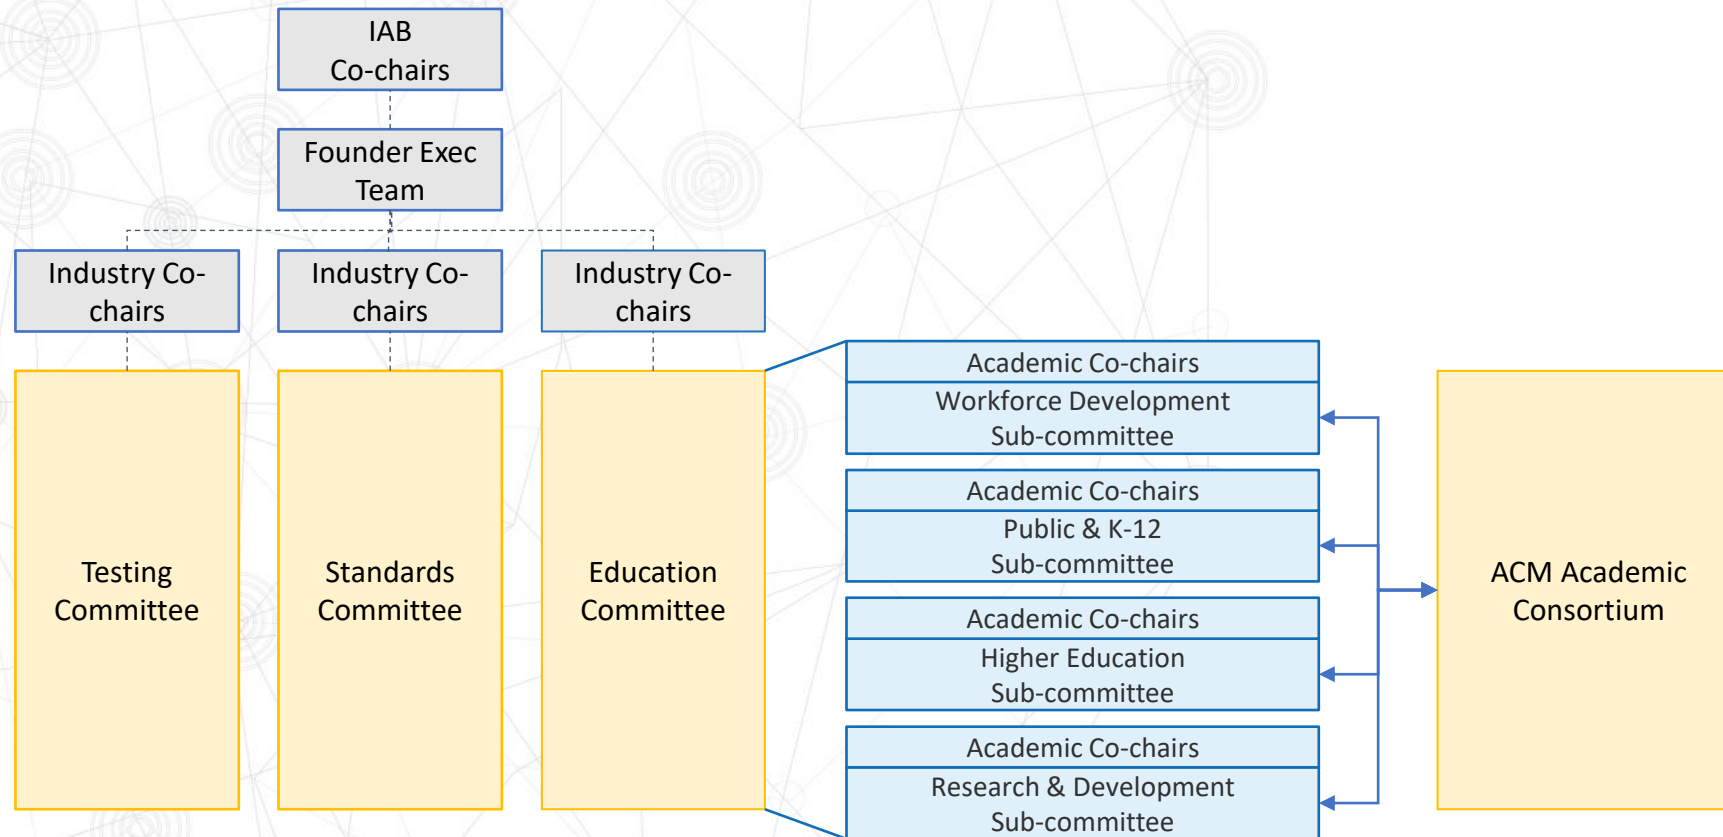 IAB
Co-chairs
Founder Exec
Team
Industry Co-
chairs
Industry Co-
chairs
Industry Co-
chairs
Testing
Committee
Standards
Committee
Education
Committee
Academic Co-chairs
Workforce Development
Sub-committee
Academic Co-chairs
Public & K-12
Sub-committee
Academic Co-chairs
Higher Education
Sub-committee
Academic Co-chairs
Research & Development
Sub-committee
ACM Academic
Consortium